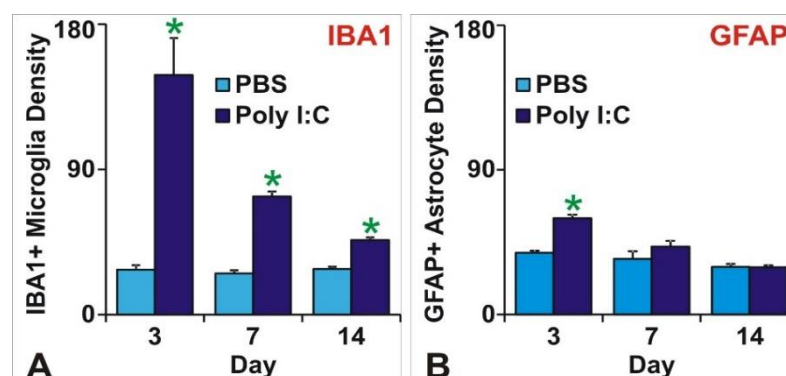 180
90
0
IBA1+ Microglia Density
*
IBA1
PBS
Poly I:C
*
*
3 7 14
Day
A
180
90
0
GFAP+ Astrocyte Density
GFAP
PBS
Poly I:C
*
3 7 14
Day
B